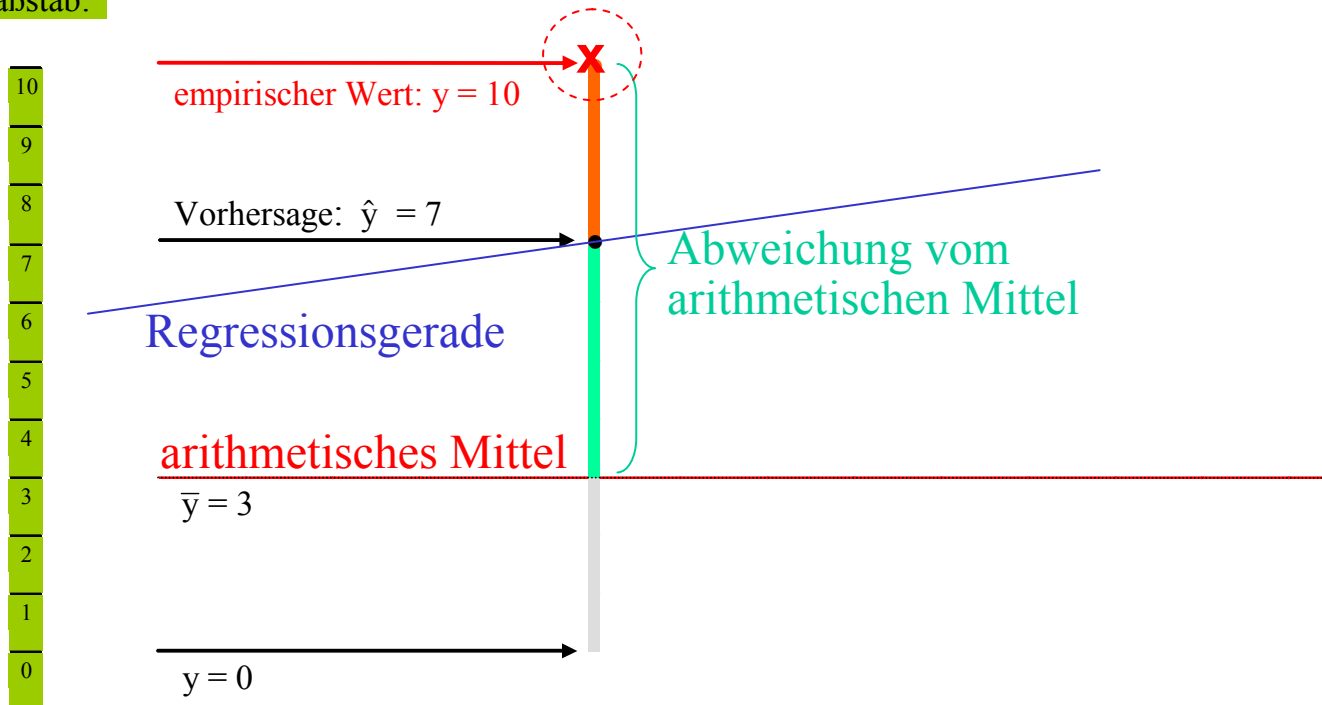 10
9
8
7
6
5
4
3
2
1
0
empirischer Wert: y = 10
Vorhersage: ŷ = 7
Abweichung vom
arithmetischen Mittel
Regressionsgerade
arithmetisches Mittel
y̅ = 3
y = 0